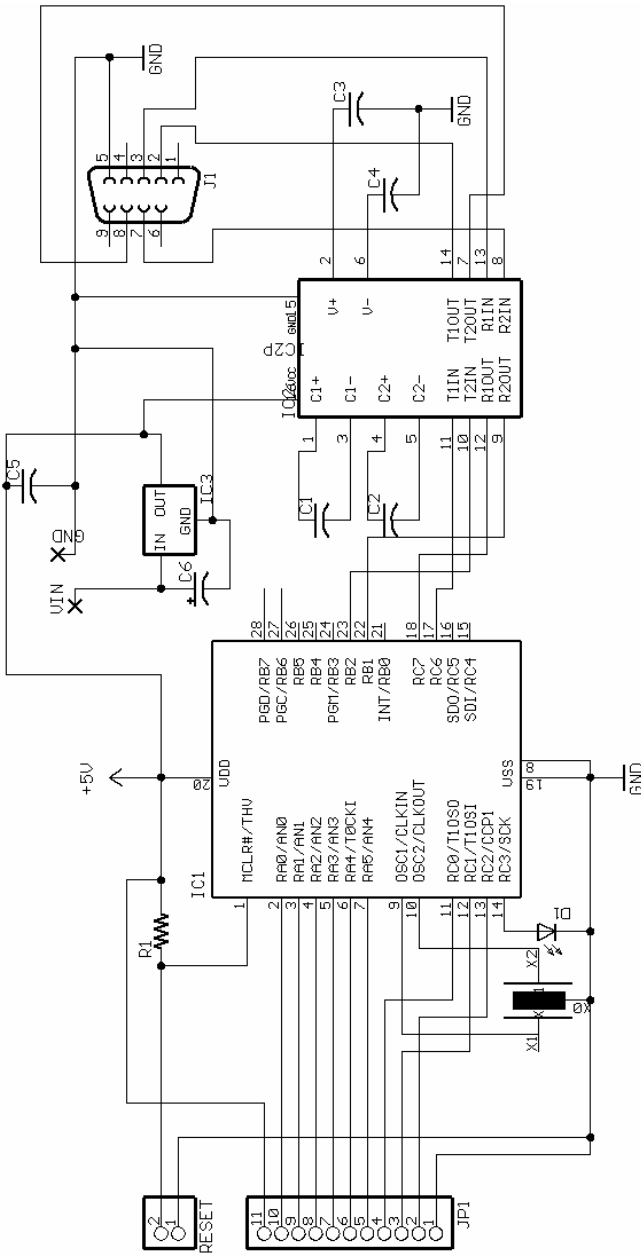 GND
5
4
3
2
1
9
8
7
6
J1
C3
GND
C4
2
6
14
7
13
8
V+
V-
T1OUT
T2OUT
R1IN
R2IN
GND
15
IC2P
VCC
C1+
C1-
C2+
C2-
T1IN
T2IN
R1OUT
R2OUT
1
3
4
5
11
10
12
9
C1
C2
C5
GND
VIN
IN
OUT
GND
IC3
C6
+
28
27
26
25
24
23
22
21
18
17
16
15
PGD/RB7
PGC/RB6
RB5
RB4
PGM/RB3
RB2
RB1
INT/RB0
RC7
RC6
SDO/RC5
SDI/RC4
+5V
20
VDD
VSS
8
19
GND
IC1
MCLR#/THV
RA0/AN0
RA1/AN1
RA2/AN2
RA3/AN3
RA4/T0CKI
RA5/AN4
OSC1/CLKIN
OSC2/CLKOUT
RC0/T1OSO
RC1/T1OSI
RC2/CCP1
RC3/SCK
1
2
3
4
5
6
7
9
10
11
12
13
14
R1
D1
X2
X1
X0
2
1
RESET
11
10
9
8
7
6
5
4
3
2
1
JP1